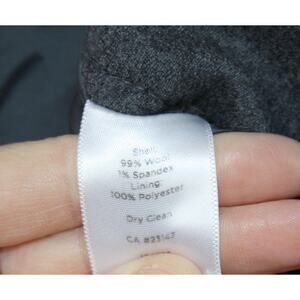 Shell:
99% Wool
1% Spandex
Lining:
100% Polyester
Dry Clean
CA #23143